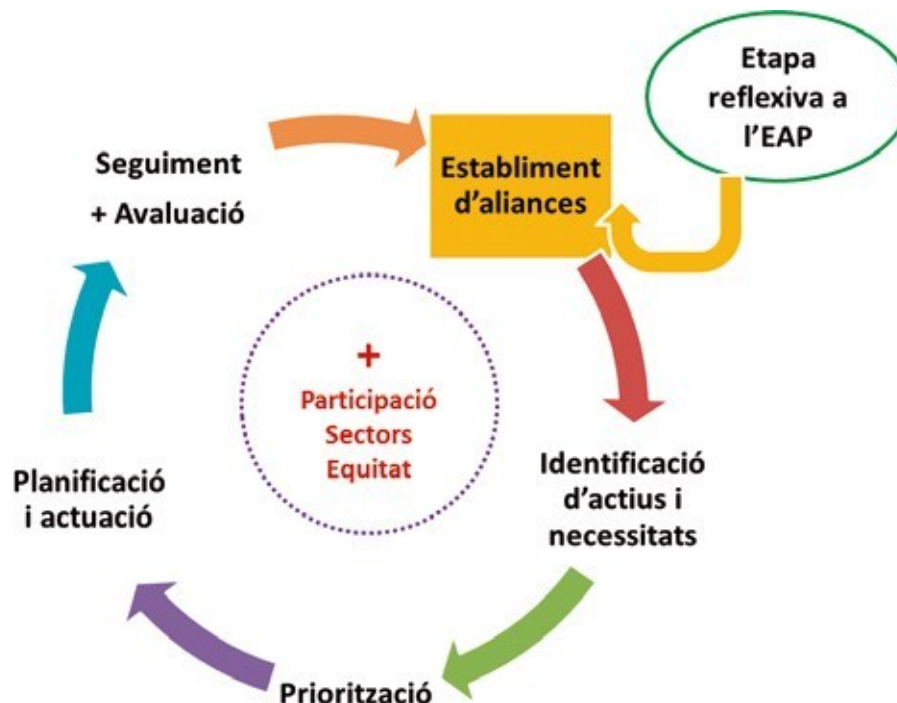 Etapa
reflexiva a
l’EAP
Establiment
d’aliances
Seguiment
+ Avaluació
+
Participació
Sectors
Equitat
Identificació
d’actius i
necessitats
Planificació
i actuació
Priorització